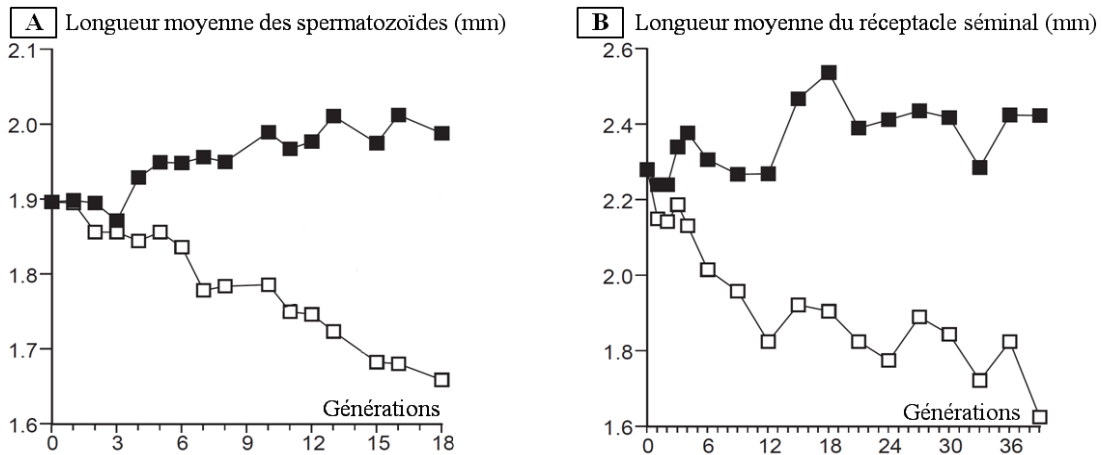 A Longueur moyenne des spermatozoïdes (mm)
2.1
2.0
1.9
1.8
1.7
1.6
Générations
0 3 6 9 12 15 18
B Longueur moyenne du réceptacle séminal (mm)
2.6
2.4
2.2
2.0
1.8
1.6
Générations
0 6 12 18 24 30 36